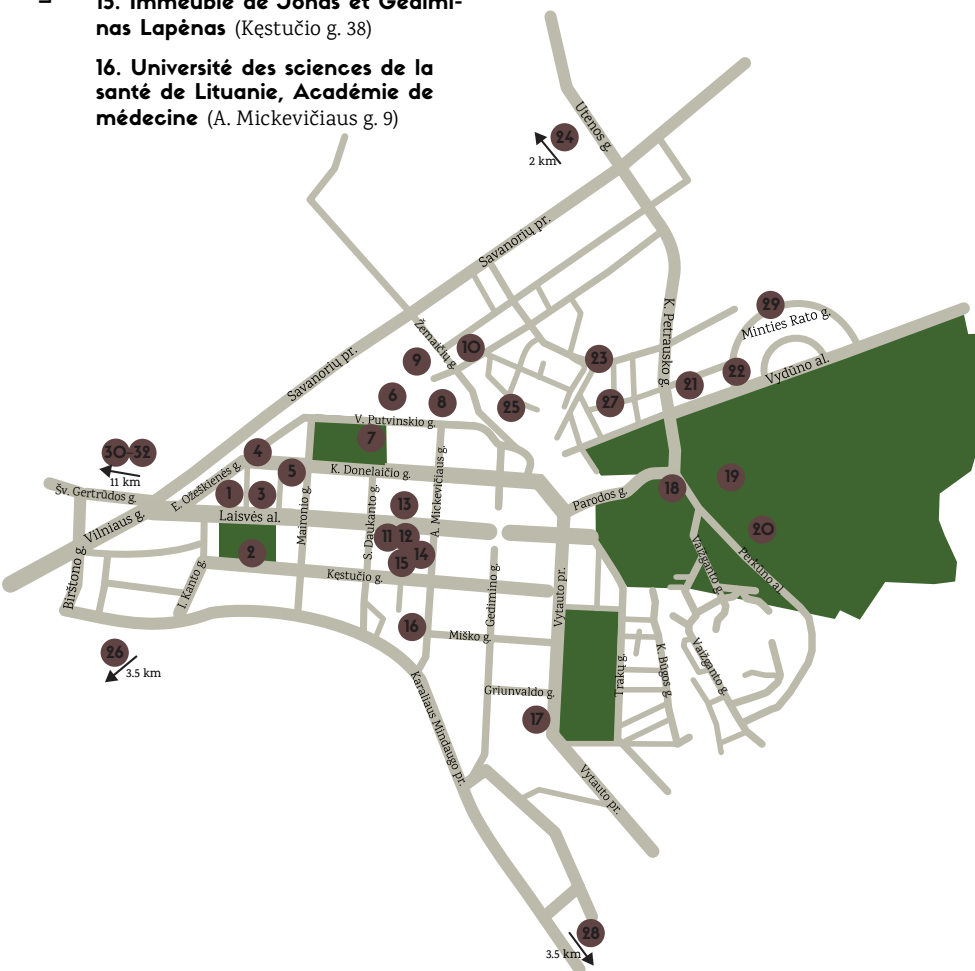 15. Immeuble de Jonas et Gedimi-
nas Lapėnas (Kęstučio g. 38)
16. Université des sciences de la
santé de Lituanie, Académie de
médecine (A. Mickevičiaus g. 9)
Utenos g.
24
2 km
Savanorių pr.
K. Petrausko g.
29
Minties Rato g.
Žemaičių g.
10
9
23
22
Vydūno al.
Savanorių pr.
21
6
8
25
27
V. Putvinskio g.
7
30-32
11 km
4
5
K. Donelaičio g.
A. Mickevičiaus g.
E. Ožeškienės g.
Šv. Gertrūdos g.
1
3
Maironio g.
S. Daukanto g.
13
Parodos g.
18
19
Vilniaus g.
Laisvės al.
11
12
20
2
14
15
Vaižganto g.
Perkūno al.
Birštono g.
I. Kanto g.
Kęstučio g.
Gedimino g.
Vytauto pr.
16
Miško g.
26
3.5 km
Trakų g.
K. Būgos g.
Vaižganto g.
Karaliaus Mindaugo pr.
Griunvaldo g.
17
Vytauto pr.
28
3.5 km